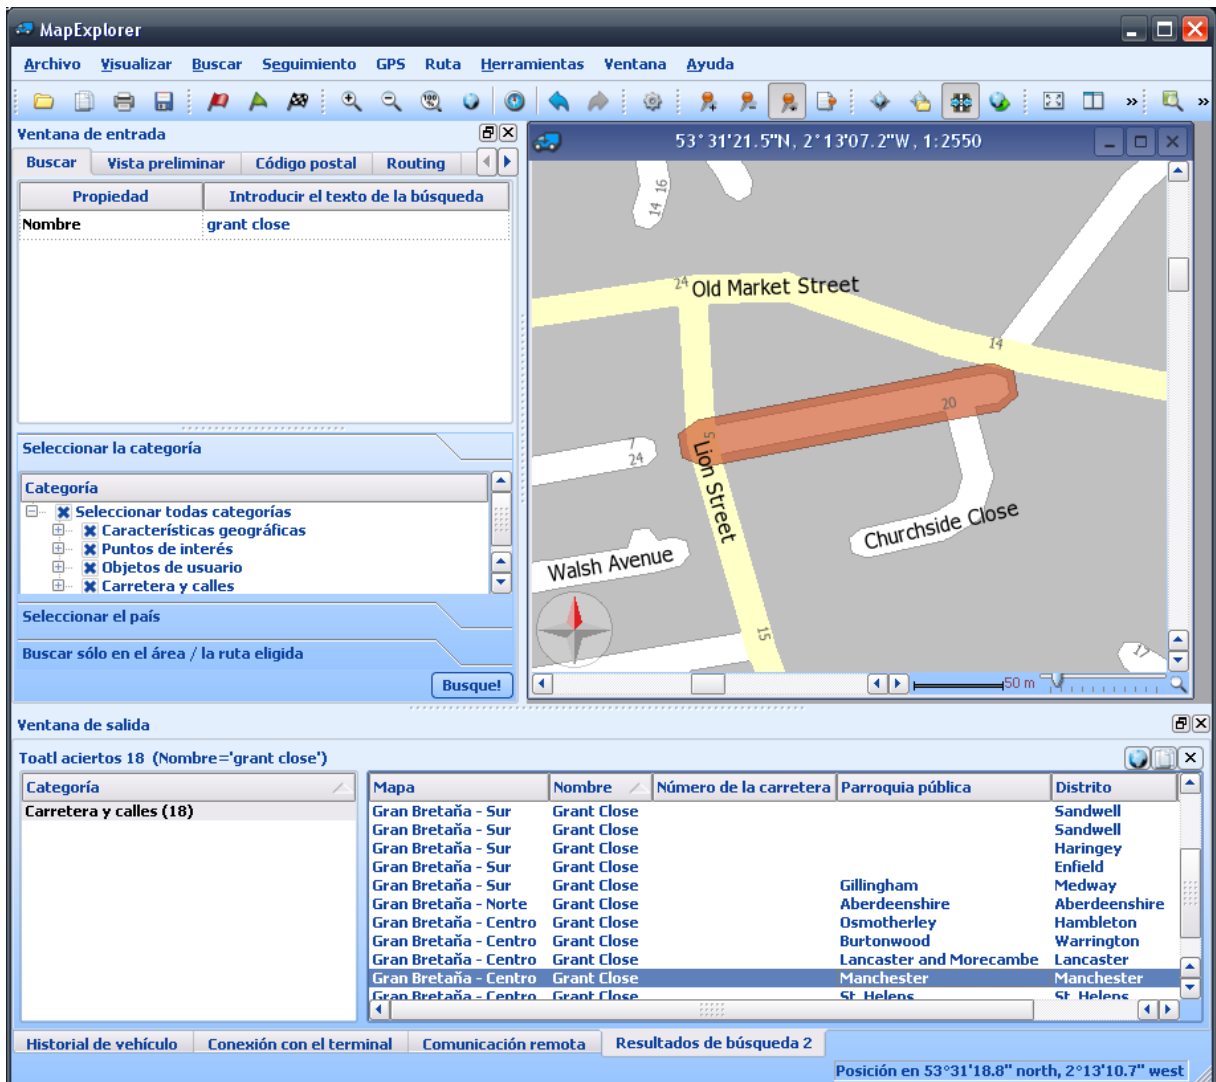 MapExplorer
Archivo Visualizar Buscar Seguimiento GPS Ruta Herramientas Ventana Ayuda
Ventana de entrada
Buscar Vista preliminar Código postal Routing
Propiedad Introducir el texto de la búsqueda
Nombre grant close
Seleccionar la categoría
Categoría
Seleccionar todas categorías
Características geográficas
Puntos de interés
Objetos de usuario
Carretera y calles
Seleccionar el país
Buscar sólo en el área / la ruta eligida
Busque!
53°31'21.5"N, 2°13'07.2"W, 1:2550
16
14
24 Old Market Street
14
20
5
7
24
Lion Street
Churchside Close
Walsh Avenue
15
17
50 m
Ventana de salida
Toatl aciertos 18 (Nombre='grant close')
Categoría
Carretera y calles (18)
Mapa Nombre Número de la carretera Parroquia pública Distrito
Gran Bretaña - Sur Grant Close Sandwell
Gran Bretaña - Sur Grant Close Sandwell
Gran Bretaña - Sur Grant Close Haringey
Gran Bretaña - Sur Grant Close Enfield
Gran Bretaña - Sur Grant Close Gillingham Medway
Gran Bretaña - Norte Grant Close Aberdeenshire Aberdeenshire
Gran Bretaña - Centro Grant Close Osmotherley Hambleton
Gran Bretaña - Centro Grant Close Burtonwood Warrington
Gran Bretaña - Centro Grant Close Lancaster and Morecambe Lancaster
Gran Bretaña - Centro Grant Close Manchester Manchester
Gran Bretaña - Centro Grant Close St. Helens St. Helens
Historial de vehículo Conexión con el terminal Comunicación remota Resultados de búsqueda 2
Posición en 53°31'18.8" north, 2°13'10.7" west